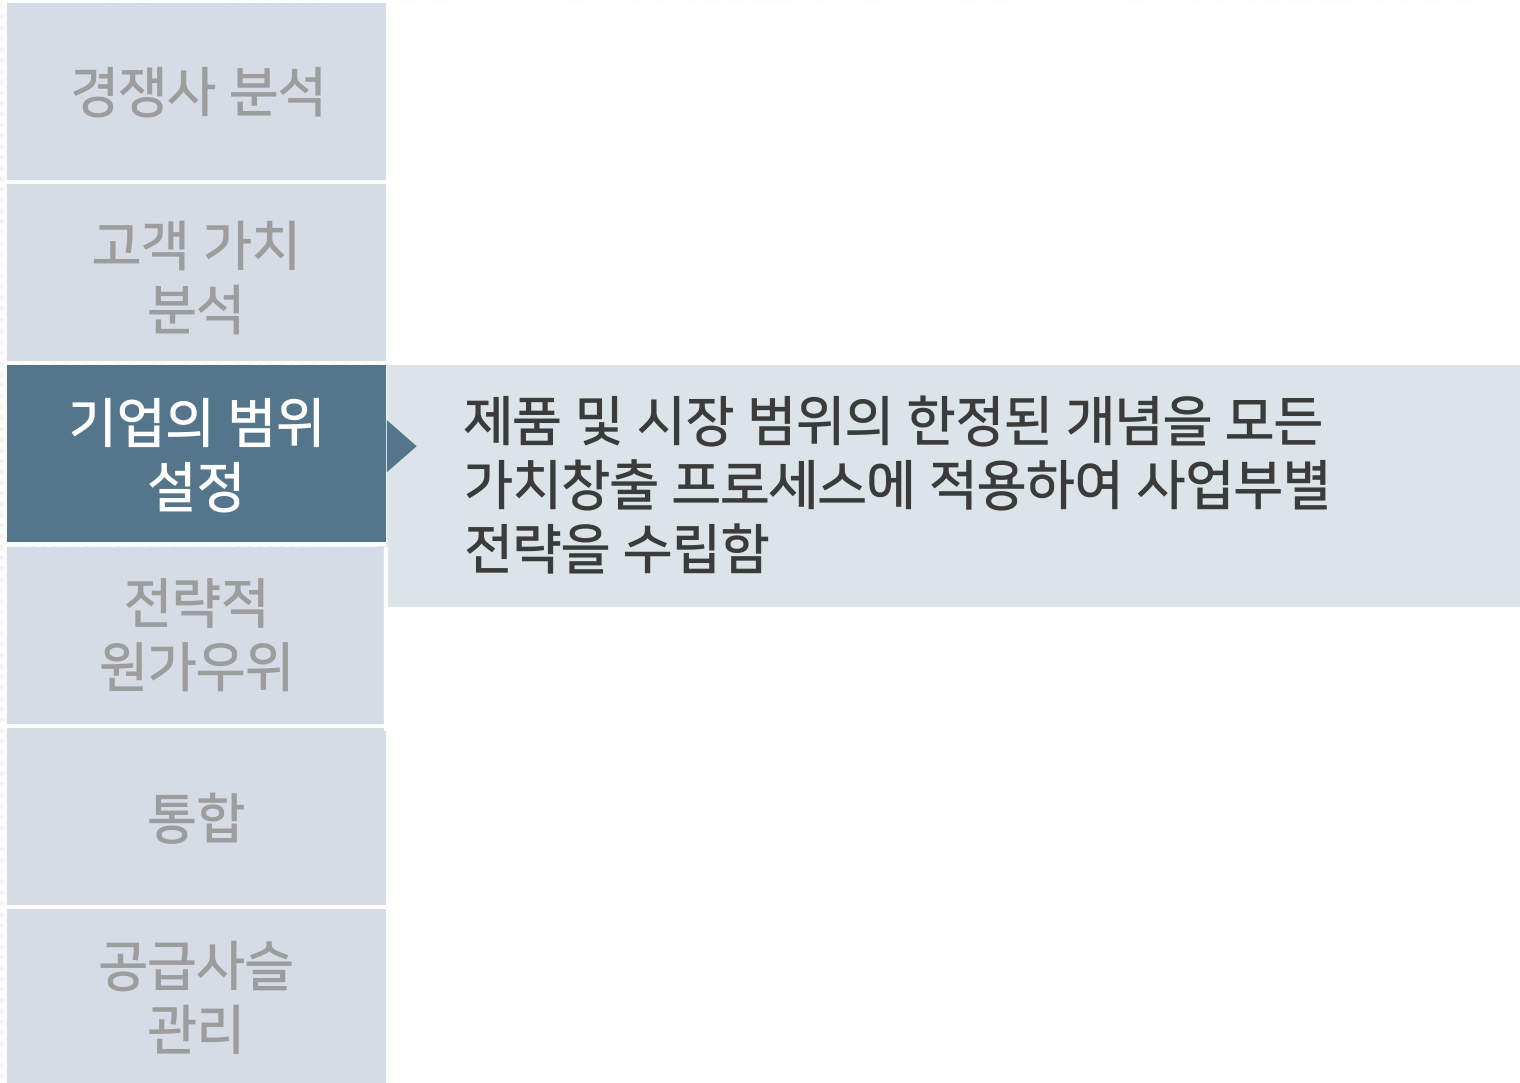 경쟁사 분석
고객 가치
분석
기업의 범위
설정
제품 및 시장 범위의 한정된 개념을 모든
가치창출 프로세스에 적용하여 사업부별
전략을 수립함
전략적
원가우위
통합
공급사슬
관리